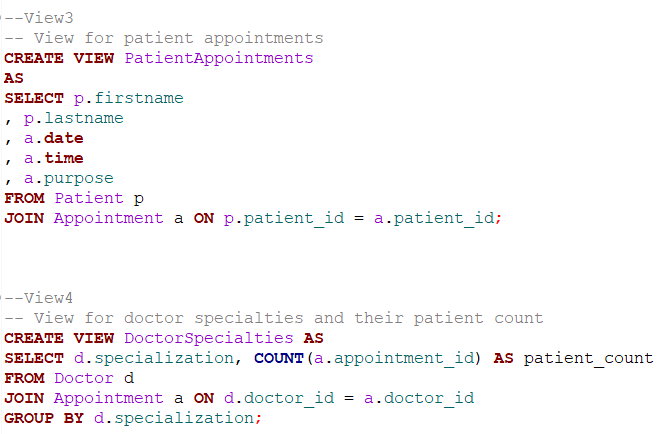 --View3
-- View for patient appointments
CREATE VIEW PatientAppointments
AS
SELECT p.firstname
, p.lastname
, a.date
, a.time
, a.purpose
FROM Patient p
JOIN Appointment a ON p.patient_id = a.patient_id;
--View4
-- View for doctor specialties and their patient count
CREATE VIEW DoctorSpecialties AS
SELECT d.specialization, COUNT(a.appointment_id) AS patient_count
FROM Doctor d
JOIN Appointment a ON d.doctor_id = a.doctor_id
GROUP BY d.specialization;